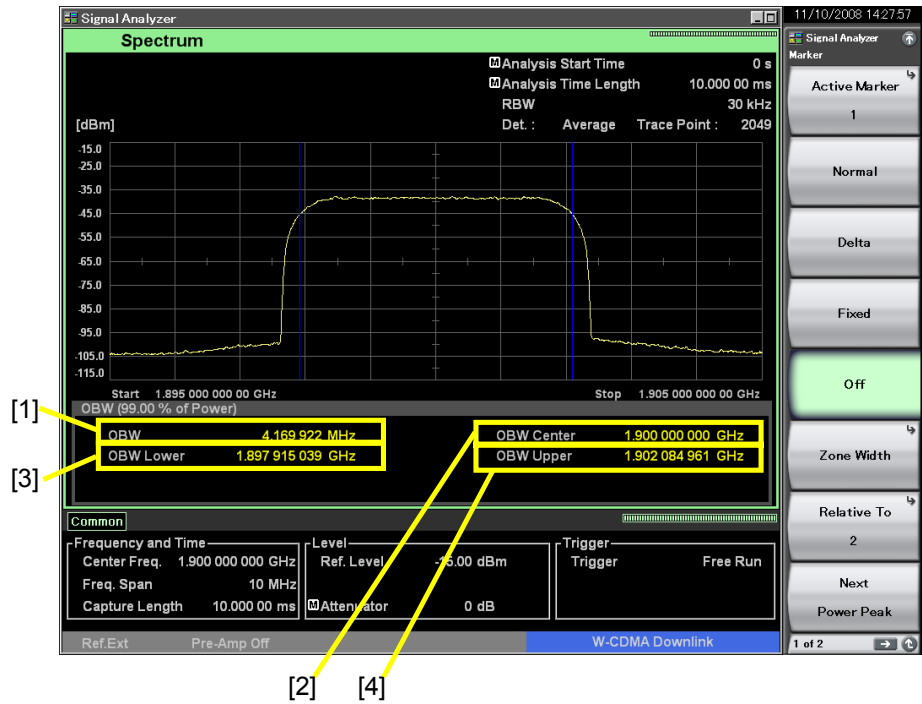 Signal Analyzer
11/10/2008 14:27:57
Spectrum
Signal Analyzer
Marker
M Analysis Start Time 0 s
M Analysis Time Length 10.000 00 ms
RBW 30 kHz
[dBm] Det. : Average Trace Point : 2049
Active Marker
1
Normal
Delta
Fixed
Off
Zone Width
Relative To
2
Next
Power Peak
1 of 2
-15.0
-25.0
-35.0
-45.0
-55.0
-65.0
-75.0
-85.0
-95.0
-105.0
-115.0
Start 1.895 000 000 00 GHz Stop 1.905 000 000 00 GHz
OBW (99.00 % of Power)
[1]
OBW 4.169 922 MHz OBW Center 1.900 000 000 GHz
OBW Lower 1.897 915 039 GHz OBW Upper 1.902 084 961 GHz
[3]
Common
Frequency and Time Level Trigger
Center Freq. 1.900 000 000 GHz Ref. Level -15.00 dBm Trigger Free Run
Freq. Span 10 MHz
Capture Length 10.000 00 ms M Attenuator 0 dB
Ref.Ext Pre-Amp Off W-CDMA Downlink
[2] [4]